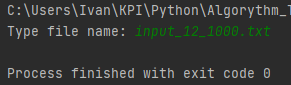 C:\Users\Ivan\KPI\Python\Algorythm_
Type file name: input_12_1000.txt
Process finished with exit code 0